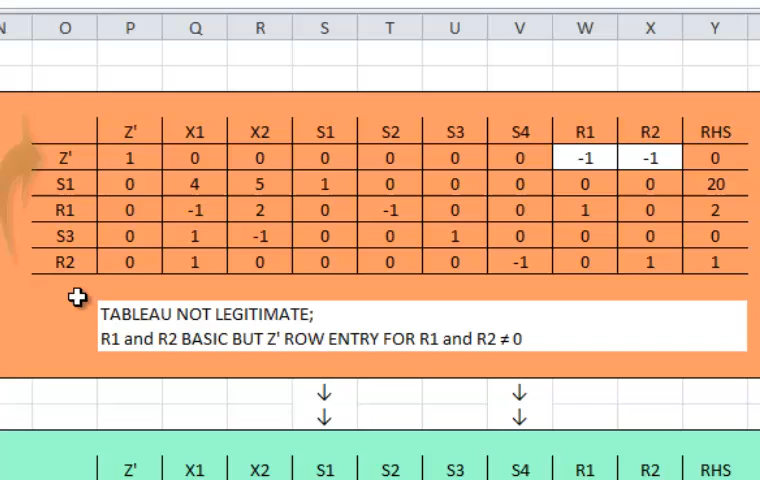 N O P Q R S T U V W X Y
Z' X1 X2 S1 S2 S3 S4 R1 R2 RHS
Z' 1 0 0 0 0 0 0 -1 -1 0
S1 0 4 5 1 0 0 0 0 0 20
R1 0 -1 2 0 -1 0 0 1 0 2
S3 0 1 -1 0 0 1 0 0 0 0
R2 0 1 0 0 0 0 -1 0 1 1
TABLEAU NOT LEGITIMATE;
R1 and R2 BASIC BUT Z' ROW ENTRY FOR R1 and R2 ≠ 0
↓ ↓
↓ ↓
Z' X1 X2 S1 S2 S3 S4 R1 R2 RHS